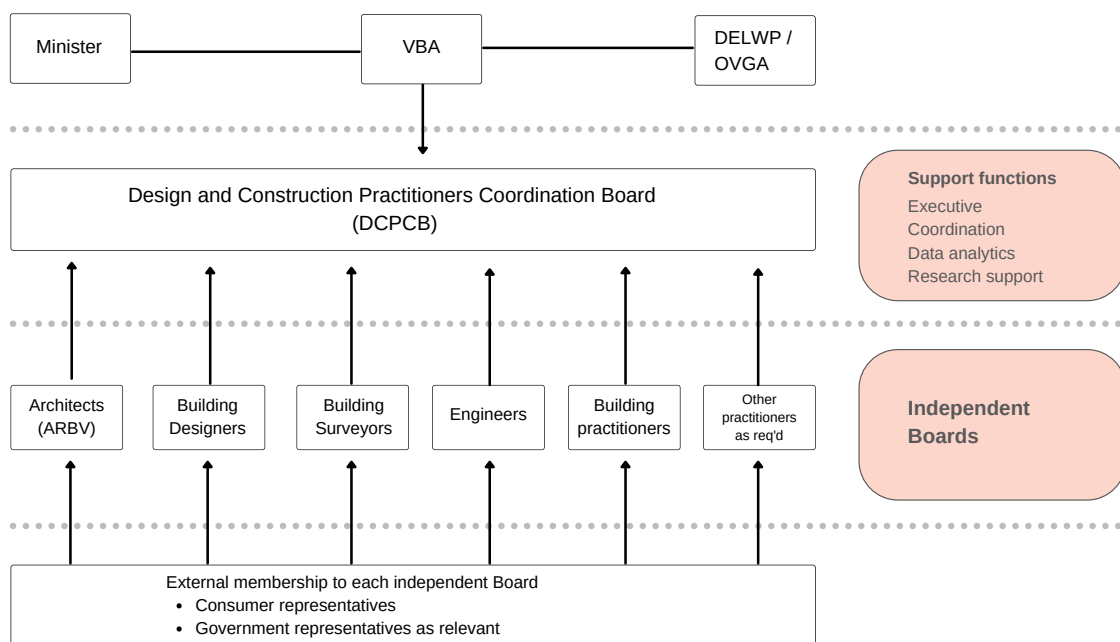 Minister
VBA
DELWP /
OVGA
Design and Construction Practitioners Coordination Board
(DCPCB)
Support functions
Executive
Coordination
Data analytics
Research support
Architects
(ARBV)
Building
Designers
Building
Surveyors
Engineers
Building
practitioners
Other
practitioners
as req'd
Independent
Boards
External membership to each independent Board
• Consumer representatives
• Government representatives as relevant